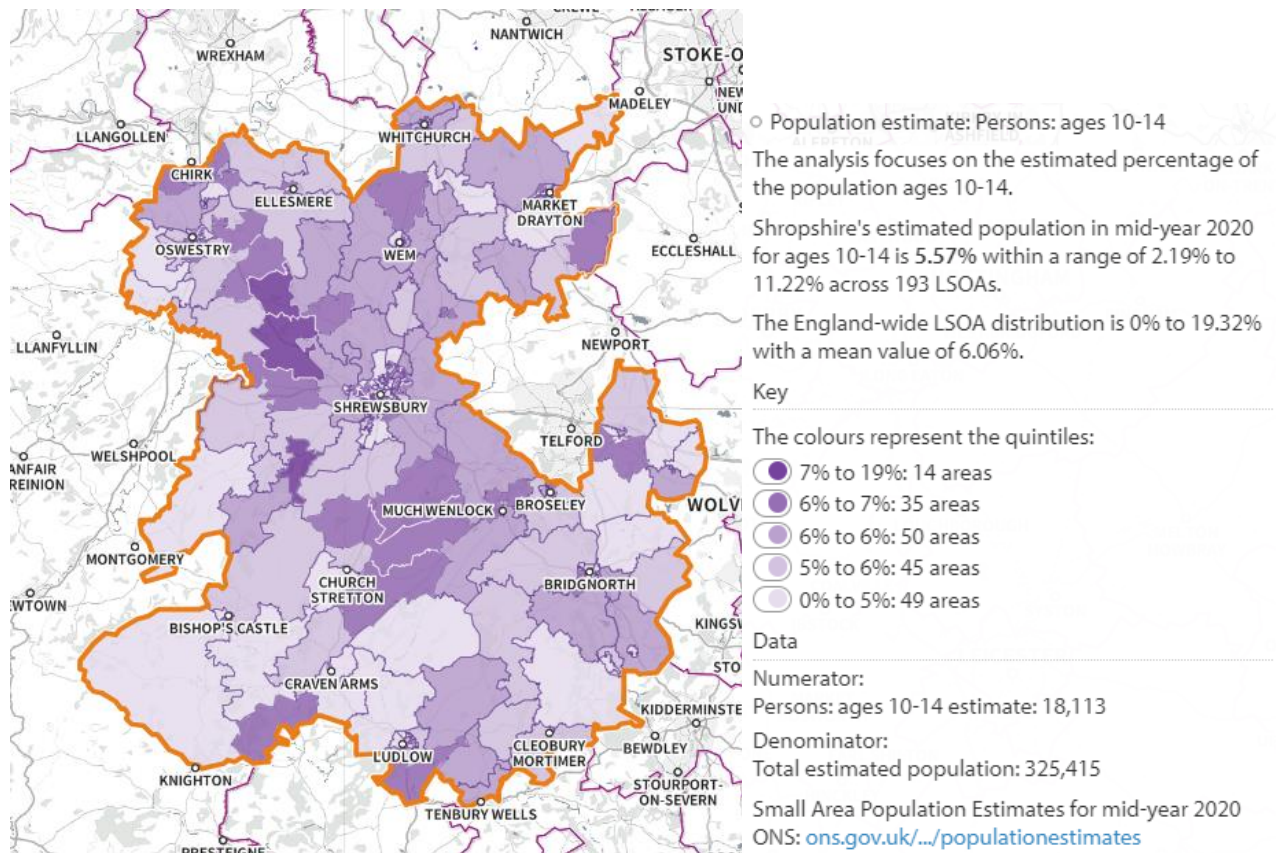 NANTWICH
WREXHAM
STOKE-O
MADELEY
NEW
UND
LLANGOLLEN
WHITCHURCH
CHIRK
ELLESMERE
MARKET
DRAYTON
OSWESTRY
WEM
ECCLESHALL
LLANFYLLIN
NEWPORT
SHREWSBURY
TELFORD
WELSHPOOL
ANFAIR
REINION
MUCH WENLOCK
BROSELEY
WOLV
MONTGOMERY
CHURCH
STRETTON
BRIDGNORTH
EWTOWN
BISHOP'S CASTLE
KINGSW
STO
CRAVEN ARMS
KIDDERMINSTE
LUDLOW
CLEOBURY
MORTIMER
BEWDLEY
KNIGHTON
STOURPORT-
ON-SEVERN
TENBURY WELLS
PRESTEIGNE
Population estimate: Persons: ages 10-14
The analysis focuses on the estimated percentage of
the population ages 10-14.
Shropshire's estimated population in mid-year 2020
for ages 10-14 is 5.57% within a range of 2.19% to
11.22% across 193 LSOAs.
The England-wide LSOA distribution is 0% to 19.32%
with a mean value of 6.06%.
Key
The colours represent the quintiles:
7% to 19%: 14 areas
6% to 7%: 35 areas
6% to 6%: 50 areas
5% to 6%: 45 areas
0% to 5%: 49 areas
Data
Numerator:
Persons: ages 10-14 estimate: 18,113
Denominator:
Total estimated population: 325,415
Small Area Population Estimates for mid-year 2020
ONS: ons.gov.uk/.../populationestimates